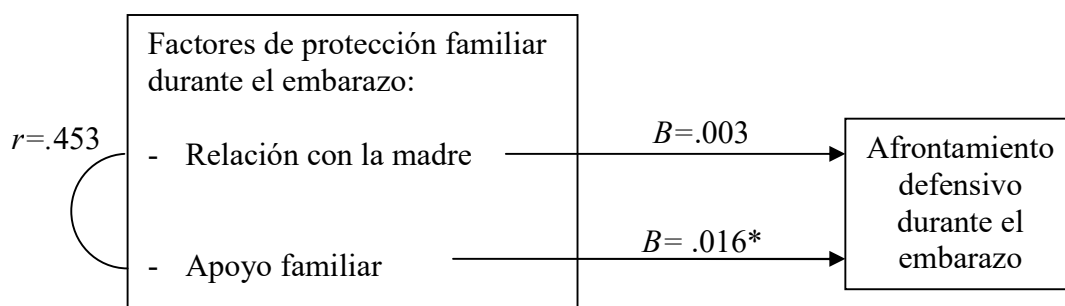 Factores de protección familiar
durante el embarazo:
r=.453
- Relación con la madre
- Apoyo familiar
B=.003
B= .016*
Afrontamiento
defensivo
durante el
embarazo